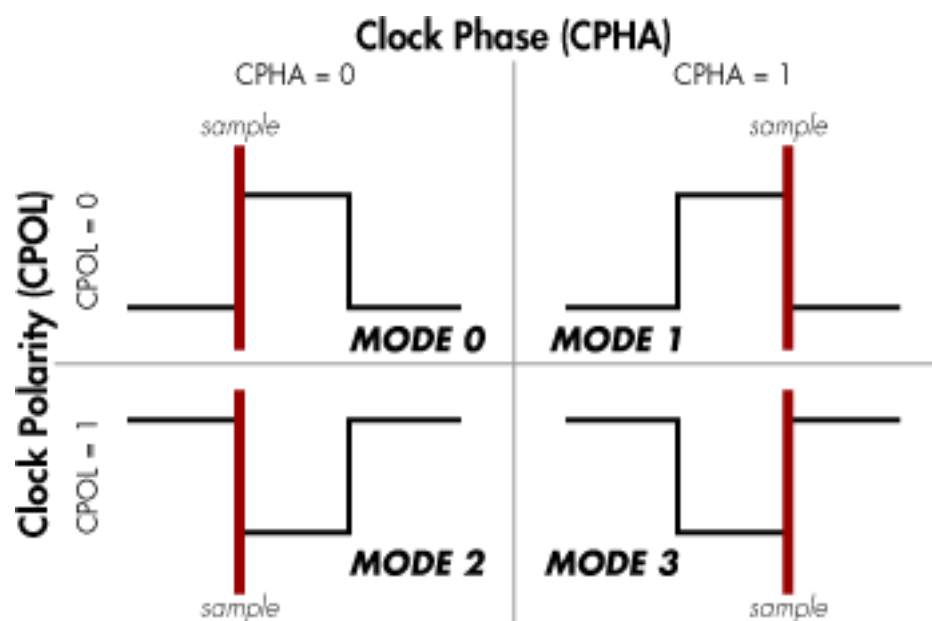 Clock Phase (CPHA)
CPHA = 0
CPHA = 1
sample
sample
Clock Polarity (CPOL)
CPOL = 0
MODE 0
MODE 1
CPOL = 1
MODE 2
MODE 3
sample
sample